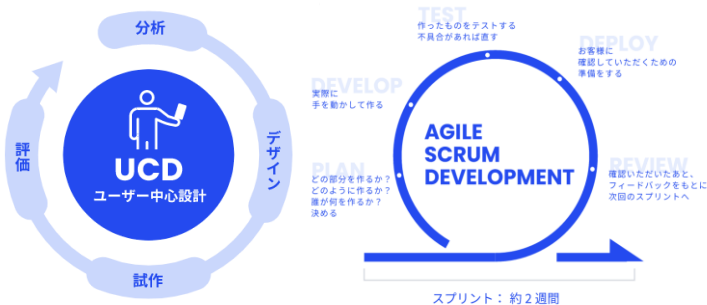 分析
デザイン
試作
評価
UCD
ユーザー中心設計
TEST
作ったものをテストする
不具合があれば直す
DEPLOY
お客様に
確認していただくための
準備をする
DEVELOP
実際に
手を動かして作る
AGILE
SCRUM
DEVELOPMENT
PLAN
どの部分を作るか？
どのように作るか？
誰が何を作るか？
決める
REVIEW
確認いただいたあと、
フィードバックをもとに
次回のスプリントへ
スプリント： 約2週間